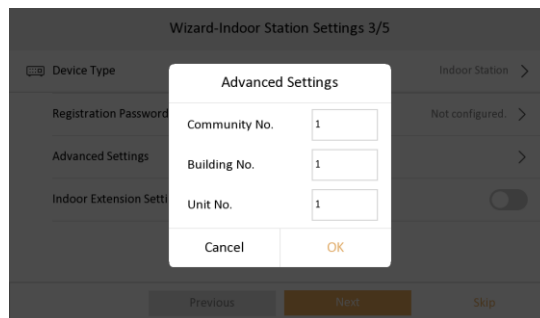 Wizard-Indoor Station Settings 3/5
Device Type
Indoor Station
Advanced Settings
Registration Password
Not configured.
Community No.
1
Advanced Settings
Building No.
1
Indoor Extension Setti
Unit No.
1
Cancel
OK
Previous
Next
Skip